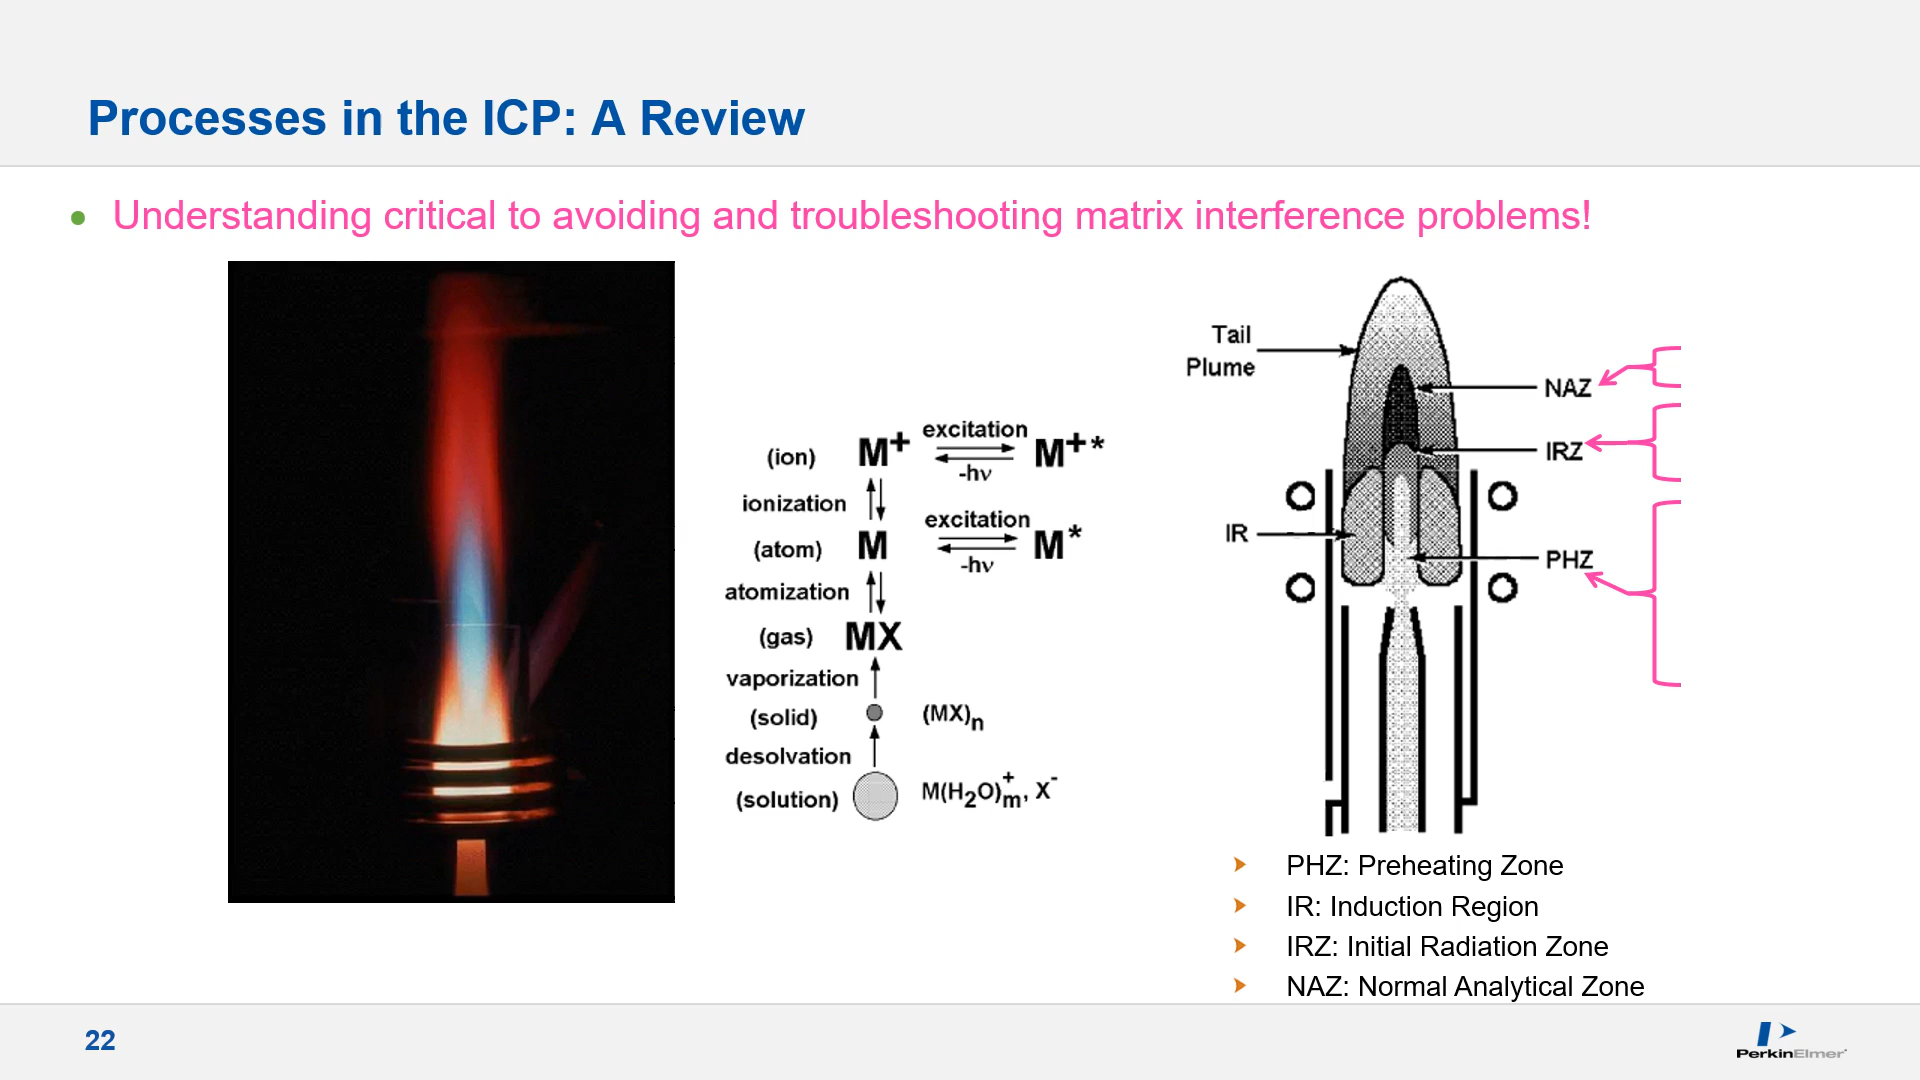 Processes in the ICP: A Review
• Understanding critical to avoiding and troubleshooting matrix interference problems!
(ion) M+ excitation M+*
-hν
ionization
(atom) M excitation M*
-hν
atomization
(gas) MX
vaporization
(solid) (MX)n
desolvation
(solution) M(H2O)m+, X-
Tail
Plume
NAZ
IRZ
IR
PHZ
PHZ: Preheating Zone
IR: Induction Region
IRZ: Initial Radiation Zone
NAZ: Normal Analytical Zone
22
PerkinElmer